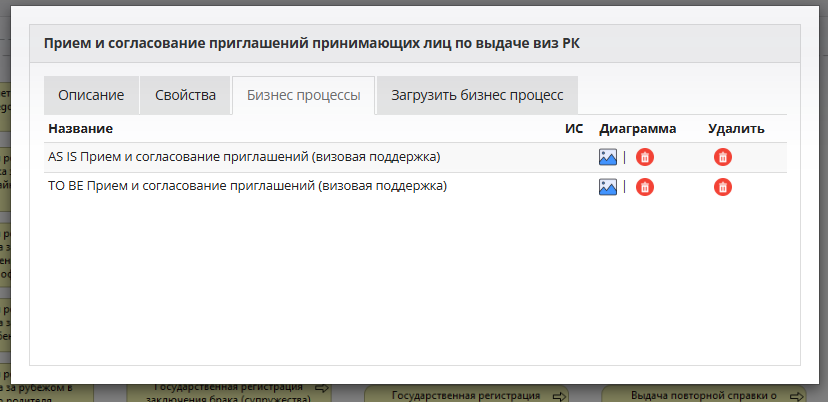 Прием и согласование приглашений принимающих лиц по выдаче виз РК
Описание
Свойства
Бизнес процессы
Загрузить бизнес процесс
Название ИС Диаграмма Удалить
AS IS Прием и согласование приглашений (визовая поддержка)
|
TO BE Прием и согласование приглашений (визовая поддержка)
|
за рубежом в
родителя
Государственная регистрация
заключения брака (супружества)
Государственная регистрация
Выдача повторной справки о